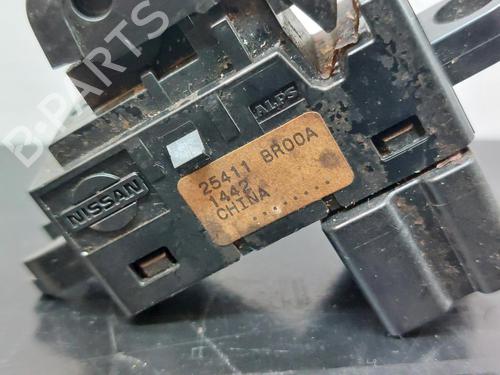 B-PARTS
ALPS
NISSAN
25411 BR00A
1442
CHINA